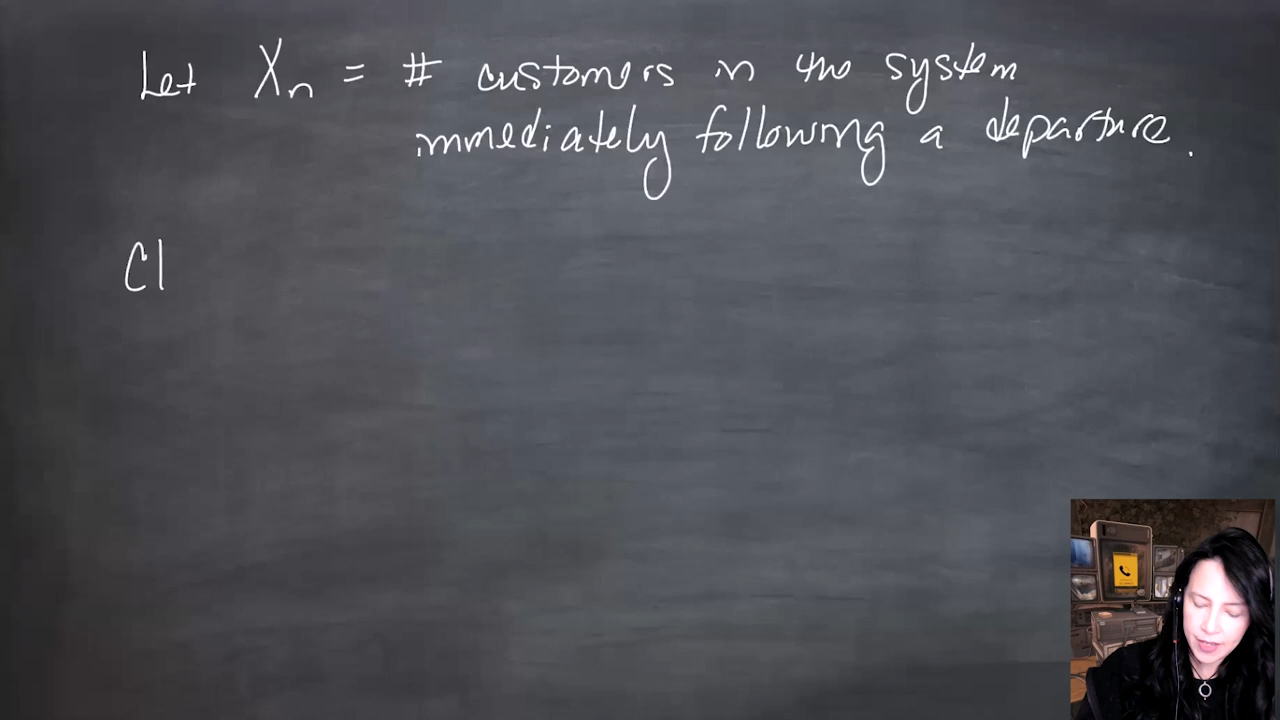 Let Xn = # customers in the system
immediately following a departure.
Cl